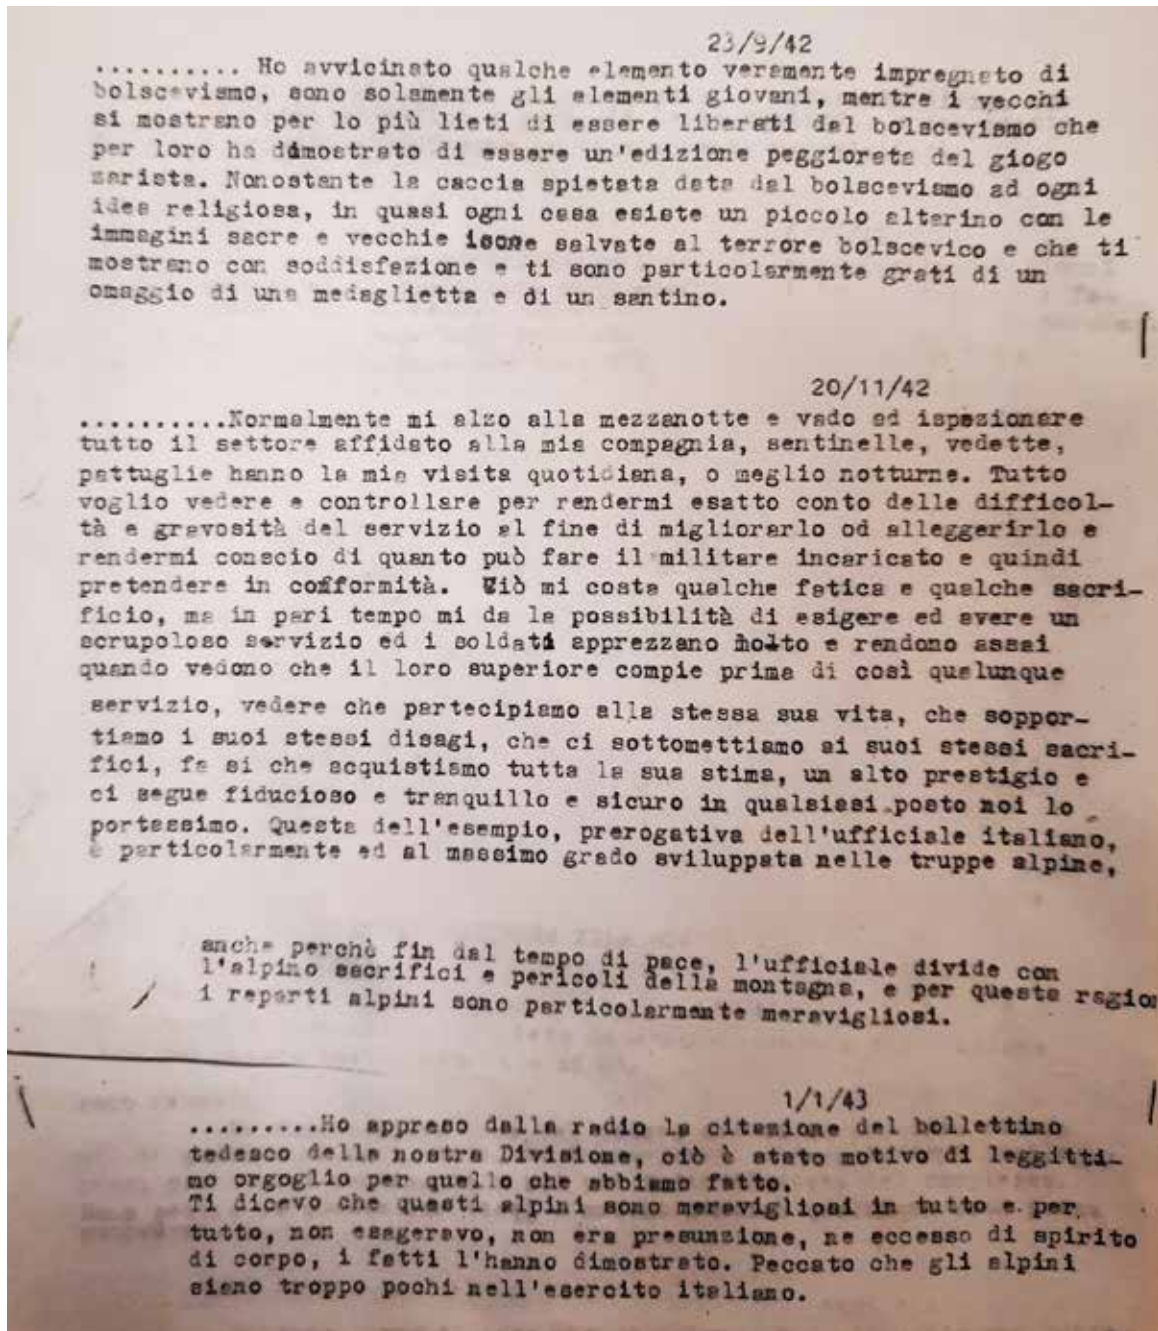 23/9/42
.......... Ho avvicinato qualche elemento veramente impregnato di
bolscevismo, sono solamente gli elementi giovani, mentre i vecchi
si mostrano per lo più lieti di essere liberati dal bolscevismo che
per loro ha dimostrato di essere un'edizione peggiorata del giogo
zarista. Nonostante la caccia spietata data dal bolscevismo ad ogni
idea religiosa, in quasi ogni casa esiste un piccolo altarino con le
immagini sacre e vecchie icone salvate al terrore bolscevico e che ti
mostrano con soddisfazione e ti sono particolarmente grati di un
omaggio di una medaglietta e di un santino.
20/11/42
..........Normalmente mi alzo alla mezzanotte e vado ad ispezionare
tutto il settore affidato alla mia compagnia, sentinelle, vedette,
pattuglie hanno la mia visita quotidiana, o meglio notturna. Tutto
voglio vedere e controllare per rendermi esatto conto delle difficol-
tà e gravosità del servizio al fine di migliorarlo od alleggerirlo e
rendermi conscio di quanto può fare il militare incaricato e quindi
pretendere in conformità. Ciò mi costa qualche fatica e qualche sacri-
ficio, ma in pari tempo mi da la possibilità di esigere ed avere un
scrupoloso servizio ed i soldati apprezzano molto e rendono assai
quando vedono che il loro superiore compie prima di così qualunque
servizio, vedere che partecipiamo alla stessa sua vita, che soppor-
tiamo i suoi stessi disagi, che ci sottomettiamo ai suoi stessi sacri-
fici, fa si che acquistiamo tutta la sua stima, un alto prestigio e
ci segue fiducioso e tranquillo e sicuro in qualsiasi posto noi lo
portassimo. Questa dell'esempio, prerogativa dell'ufficiale italiano,
è particolarmente ed al massimo grado sviluppata nelle truppe alpine,
anche perchè fin dal tempo di pace, l'ufficiale divide con
l'alpino sacrifici e pericoli della montagna, e per questa ragion
i reparti alpini sono particolarmente meravigliosi.
1/1/43
.........Ho appreso dalla radio la citazione del bollettino
tedesco della nostra Divisione, ciò è stato motivo di leggitti-
mo orgoglio per quello che abbiamo fatto.
Ti dicevo che questi alpini sono meravigliosi in tutto e per
tutto, non esageravo, non era presunzione, ne eccesso di spirito
di corpo, i fatti l'hanno dimostrato. Peccato che gli alpini
siano troppo pochi nell'esercito italiano.